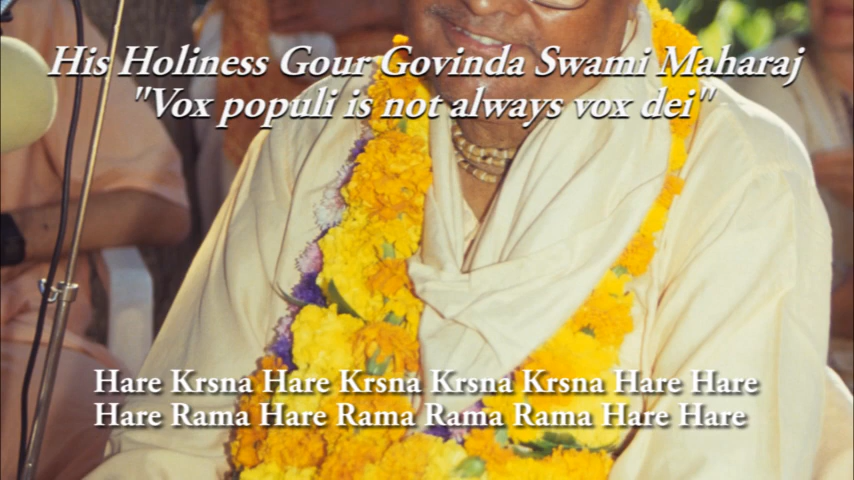 His Holiness Gour Govinda Swami Maharaj
"Vox populi is not always vox dei"
Hare Krsna Hare Krsna Krsna Krsna Hare Hare
Hare Rama Hare Rama Rama Rama Hare Hare